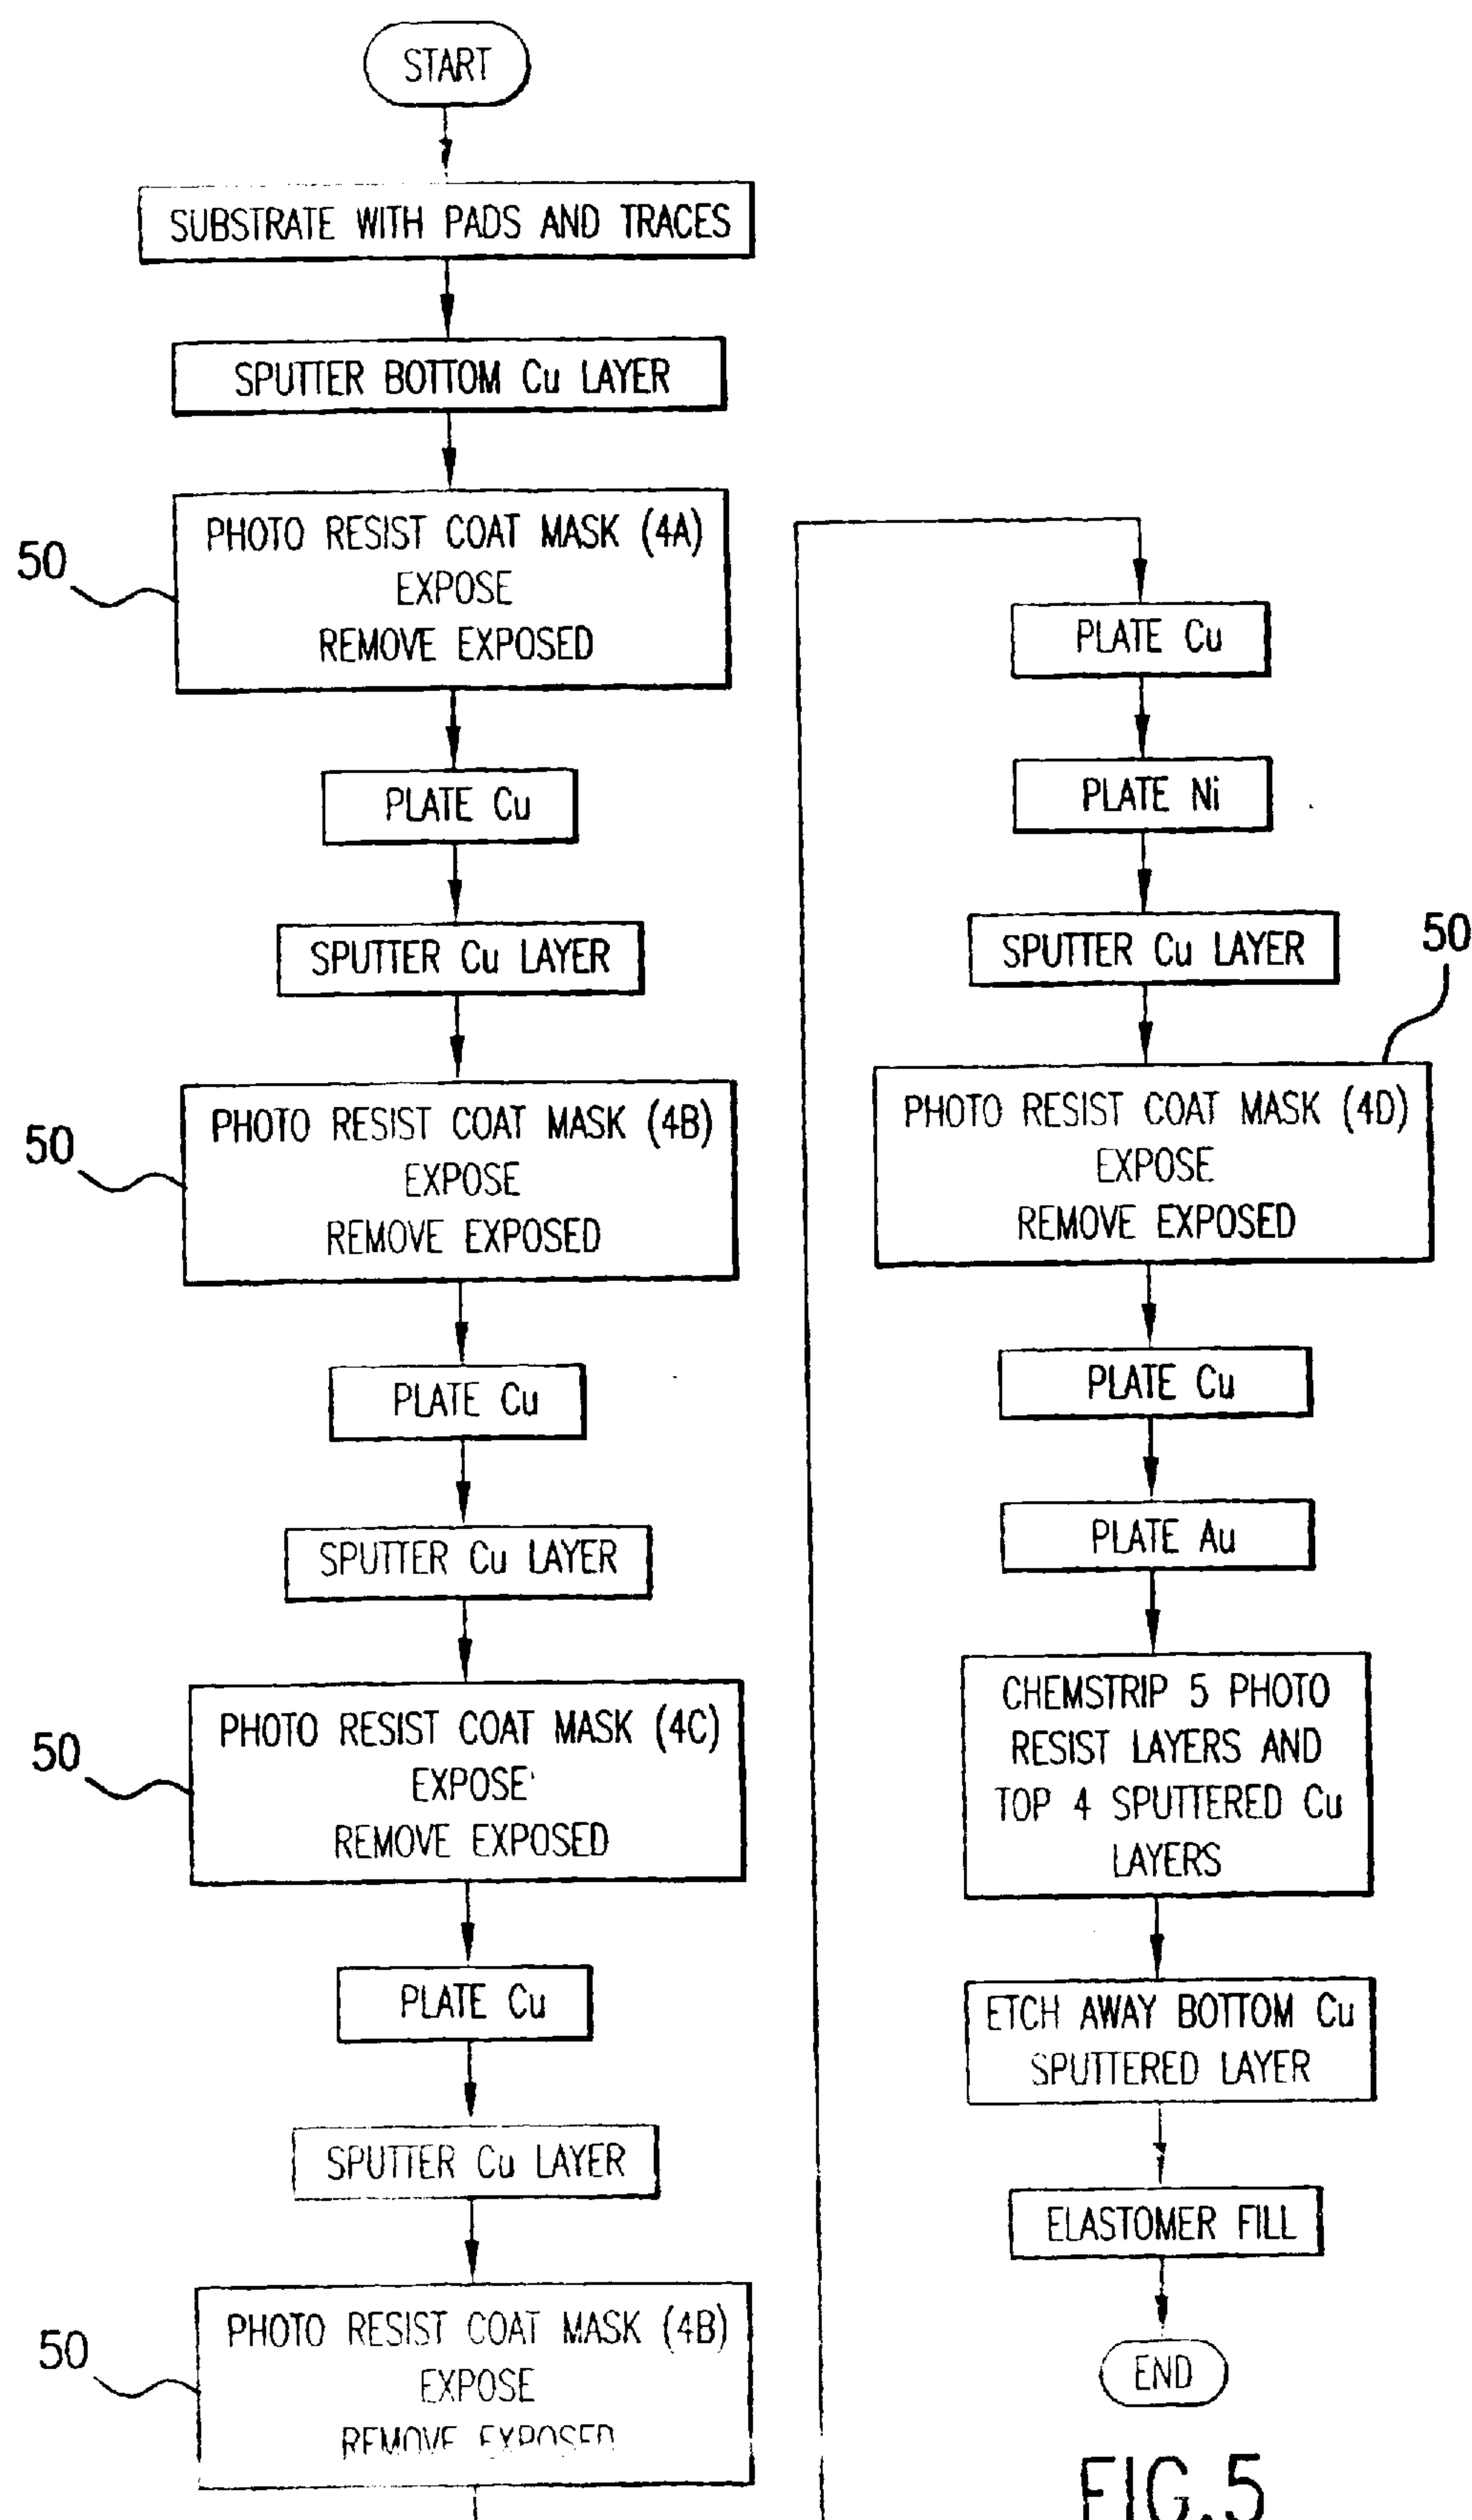 START
SUBSTRATE WITH PADS AND TRACES
SPUTTER BOTTOM Cu LAYER
50
PHOTO RESIST COAT MASK (4A)
EXPOSE
REMOVE EXPOSED
PLATE Cu
SPUTTER Cu LAYER
50
PHOTO RESIST COAT MASK (4B)
EXPOSE
REMOVE EXPOSED
PLATE Cu
SPUTTER Cu LAYER
50
PHOTO RESIST COAT MASK (4C)
EXPOSE
REMOVE EXPOSED
PLATE Cu
SPUTTER Cu LAYER
50
PHOTO RESIST COAT MASK (4B)
EXPOSE
REMOVE EXPOSED
PLATE Cu
PLATE Ni
SPUTTER Cu LAYER
50
PHOTO RESIST COAT MASK (4D)
EXPOSE
REMOVE EXPOSED
PLATE Cu
PLATE Au
CHEMSTRIP 5 PHOTO
RESIST LAYERS AND
TOP 4 SPUTTERED Cu
LAYERS
ETCH AWAY BOTTOM Cu
SPUTTERED LAYER
ELASTOMER FILL
END
FIG.5